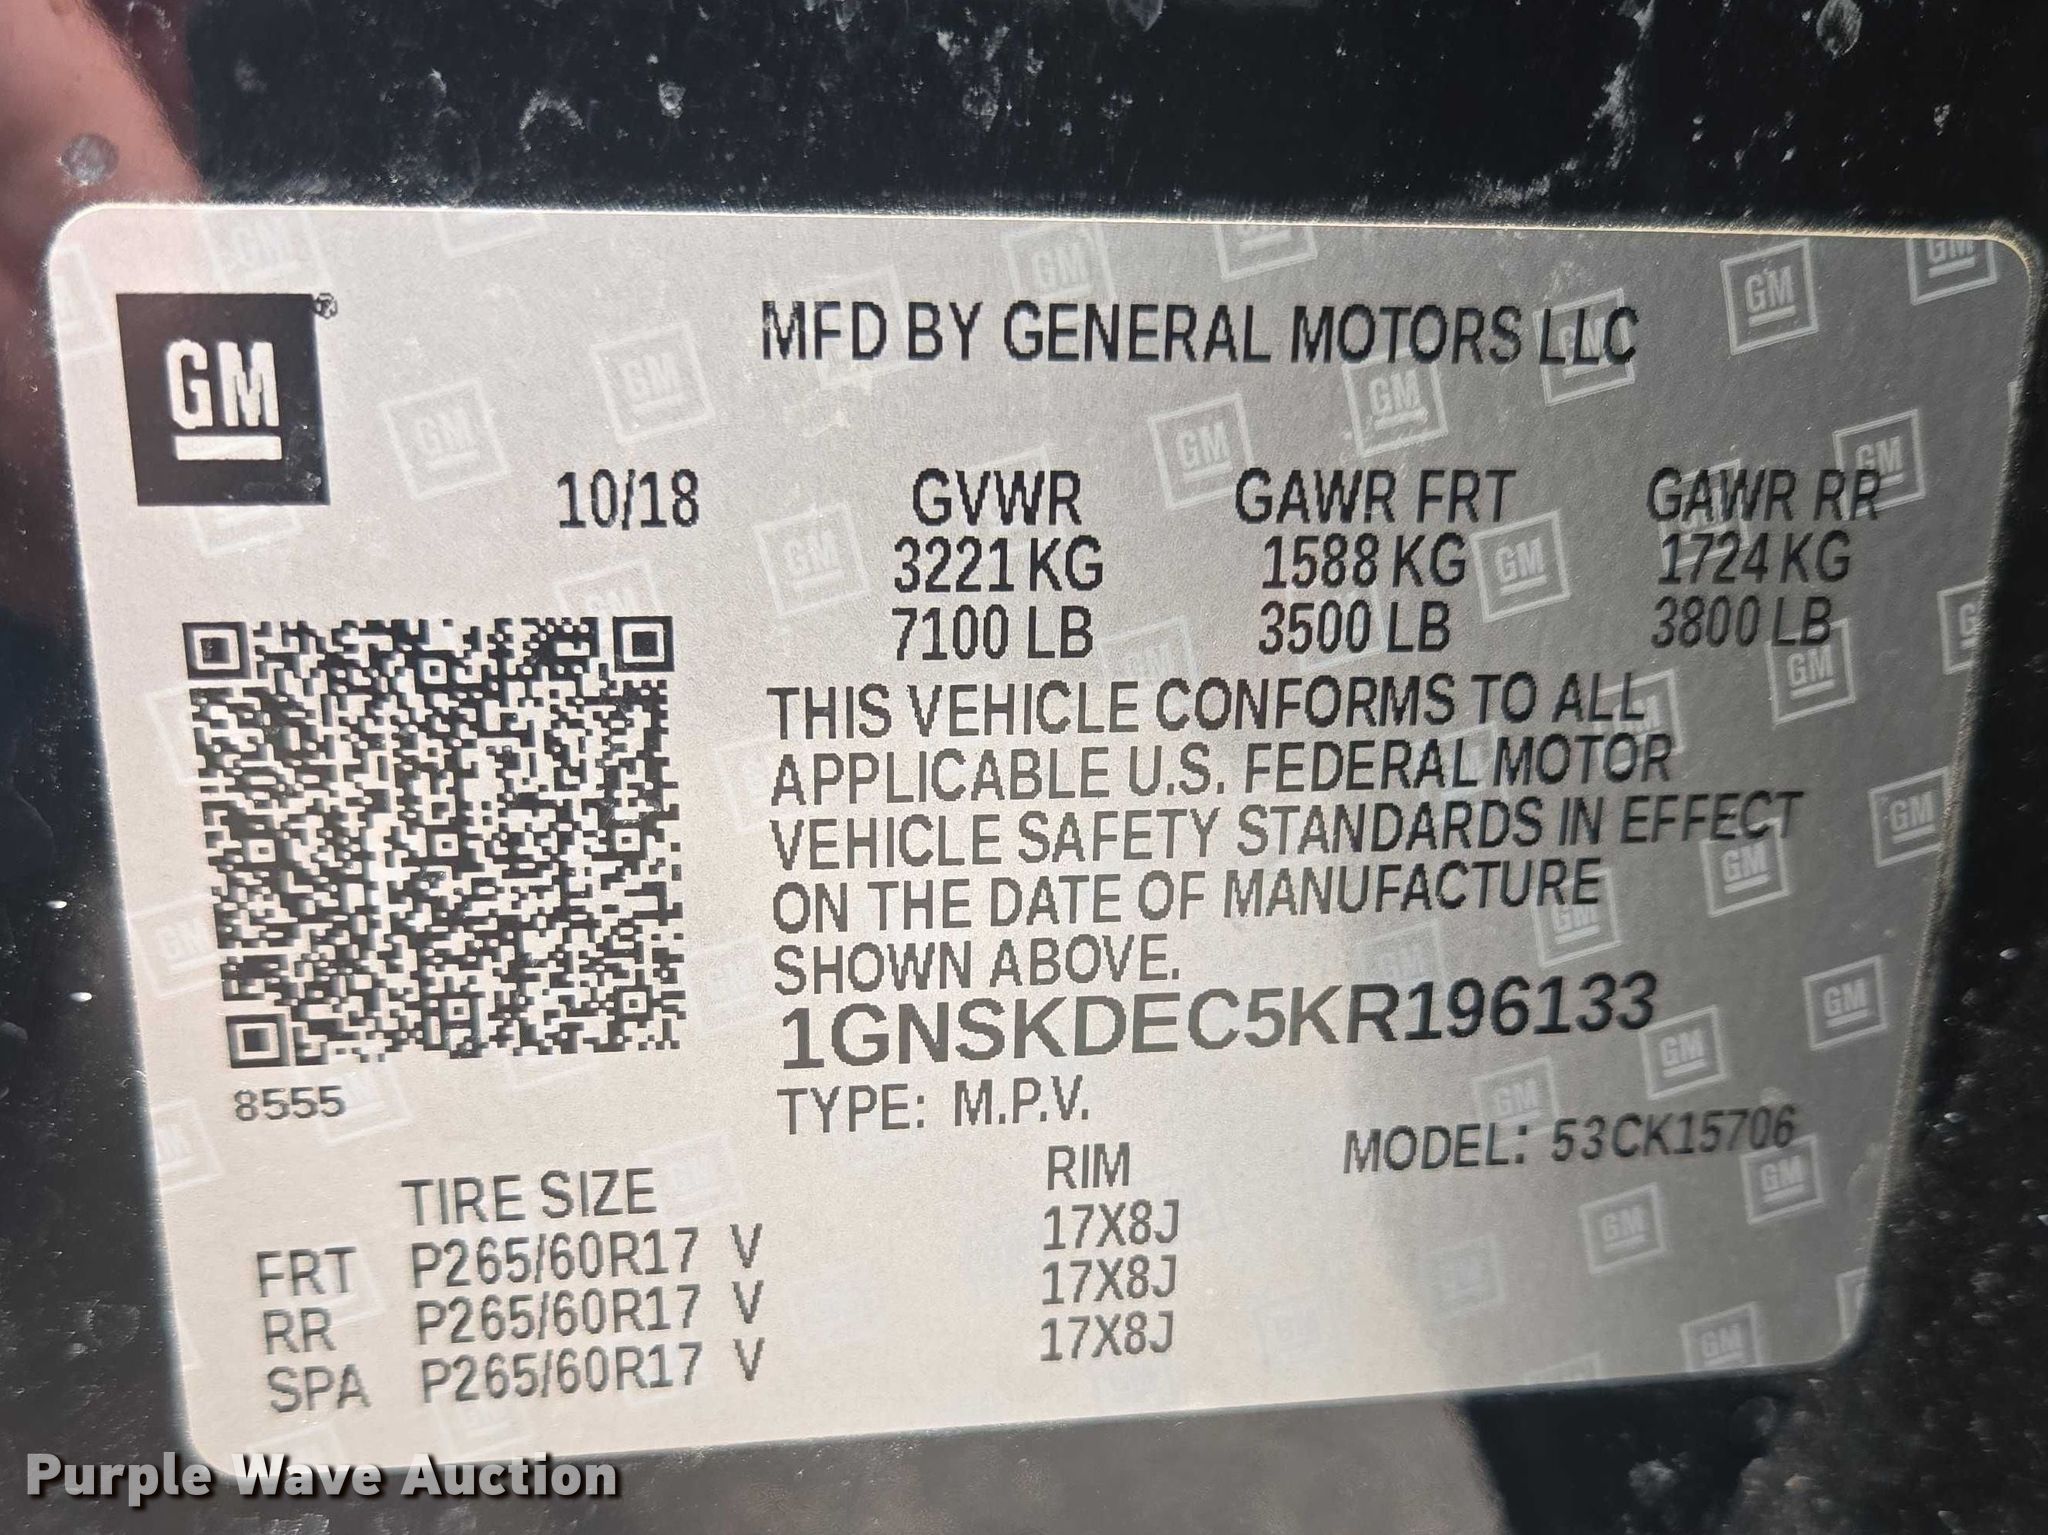 GM®
MFD BY GENERAL MOTORS LLC
10/18 GVWR GAWR FRT GAWR RR
3221 KG 1588 KG 1724 KG
7100 LB 3500 LB 3800 LB
THIS VEHICLE CONFORMS TO ALL
APPLICABLE U.S. FEDERAL MOTOR
VEHICLE SAFETY STANDARDS IN EFFECT
ON THE DATE OF MANUFACTURE
SHOWN ABOVE.
1GNSKDEC5KR196133
8555
TYPE: M.P.V.
MODEL: 53CK15706
TIRE SIZE RIM
FRT P265/60R17 V 17X8J
RR P265/60R17 V 17X8J
SPA P265/60R17 V 17X8J
Purple Wave Auction